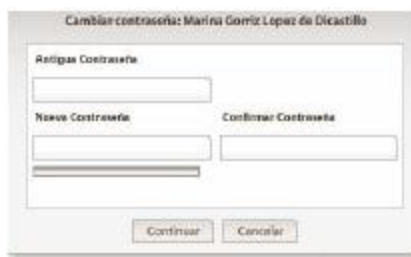 Cambiar contraseña: Marina Gorriz Lopez de Dicastillo
Antigua Contraseña
Nueva Contraseña Confirmar Contraseña
Continuar Cancelar